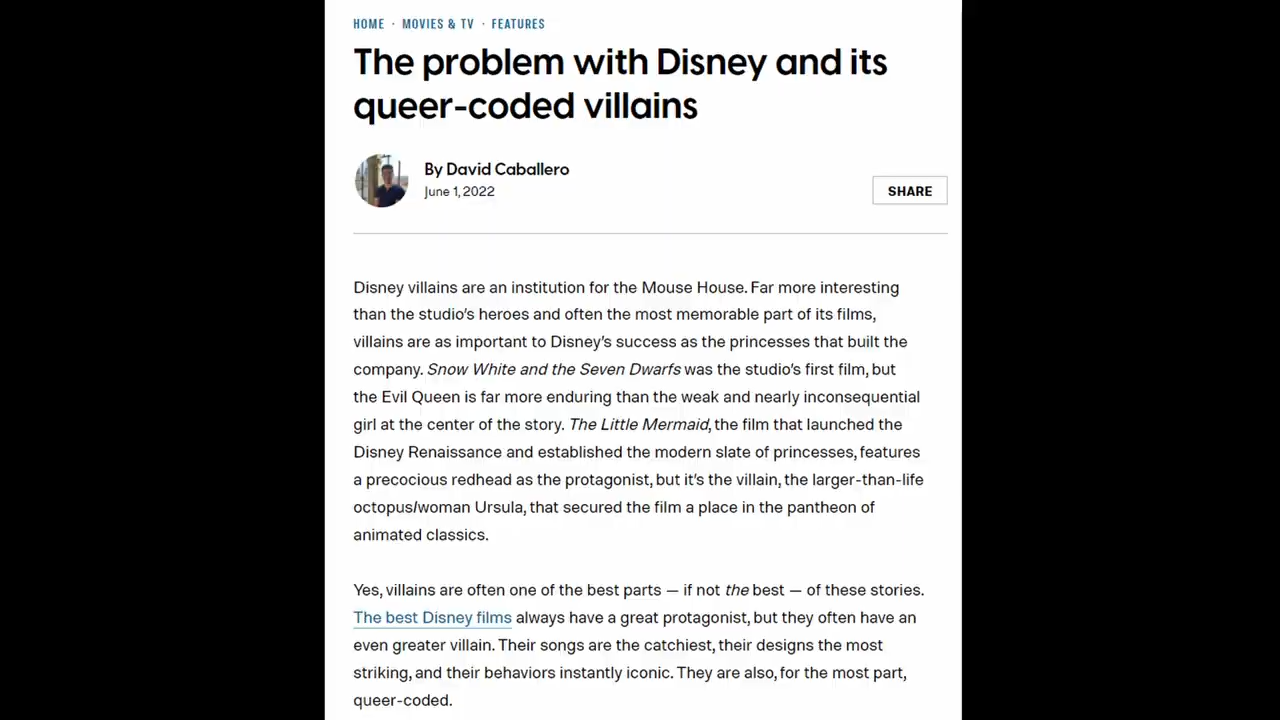 HOME · MOVIES & TV · FEATURES
The problem with Disney and its
queer-coded villains
By David Caballero
June 1, 2022
SHARE
Disney villains are an institution for the Mouse House. Far more interesting
than the studio's heroes and often the most memorable part of its films,
villains are as important to Disney's success as the princesses that built the
company. Snow White and the Seven Dwarfs was the studio's first film, but
the Evil Queen is far more enduring than the weak and nearly inconsequential
girl at the center of the story. The Little Mermaid, the film that launched the
Disney Renaissance and established the modern slate of princesses, features
a precocious redhead as the protagonist, but it's the villain, the larger-than-life
octopus/woman Ursula, that secured the film a place in the pantheon of
animated classics.
Yes, villains are often one of the best parts — if not the best — of these stories.
The best Disney films always have a great protagonist, but they often have an
even greater villain. Their songs are the catchiest, their designs the most
striking, and their behaviors instantly iconic. They are also, for the most part,
queer-coded.